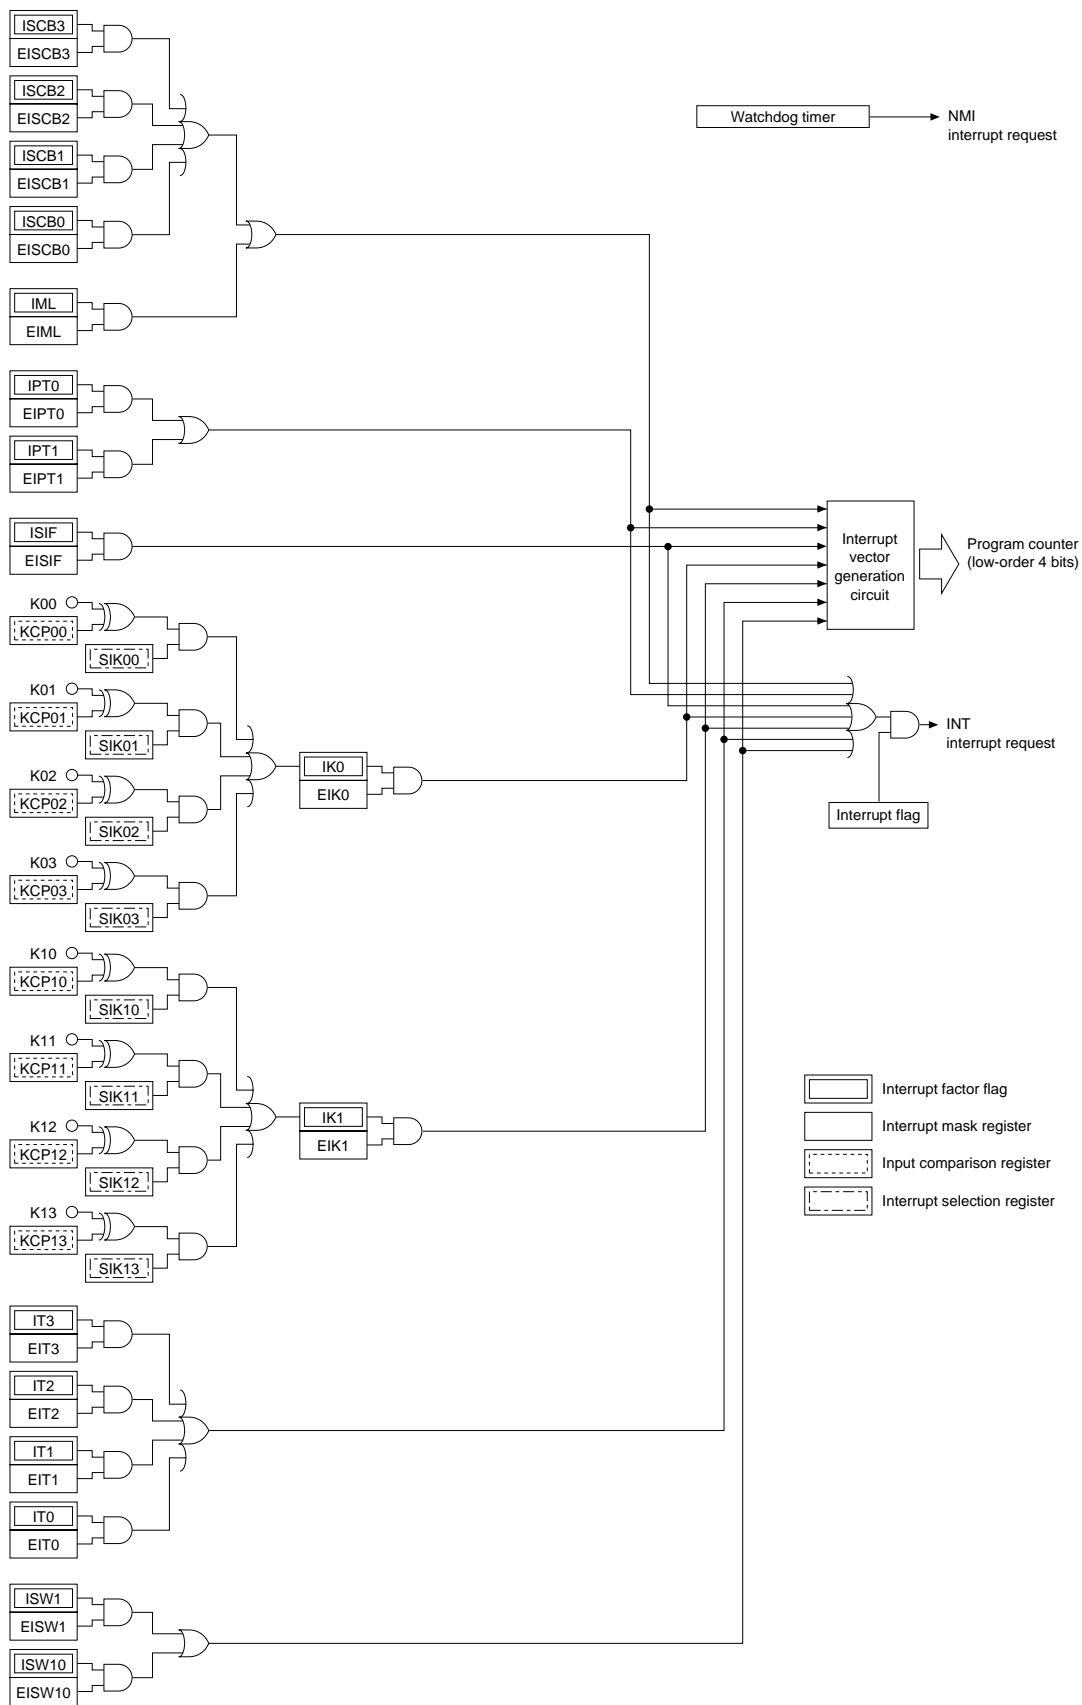 ISCB3
EISCB3
ISCB2
EISCB2
ISCB1
EISCB1
ISCB0
EISCB0
IML
EIML
IPT0
EIPT0
IPT1
EIPT1
ISIF
EISIF
K00
KCP00
SIK00
K01
KCP01
SIK01
K02
KCP02
SIK02
K03
KCP03
SIK03
IK0
EIK0
K10
KCP10
SIK10
K11
KCP11
SIK11
K12
KCP12
SIK12
K13
KCP13
SIK13
IK1
EIK1
IT3
EIT3
IT2
EIT2
IT1
EIT1
IT0
EIT0
ISW1
EISW1
ISW10
EISW10
Watchdog timer
NMI
interrupt request
Interrupt
vector
generation
circuit
Program counter
(low-order 4 bits)
INT
interrupt request
Interrupt flag
Interrupt factor flag
Interrupt mask register
Input comparison register
Interrupt selection register